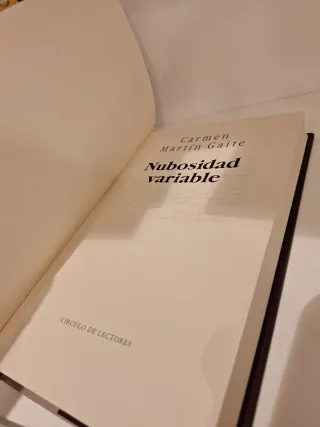 Carmen
Martín Gaite
Nubosidad
variable
CÍRCULO DE LECTORES